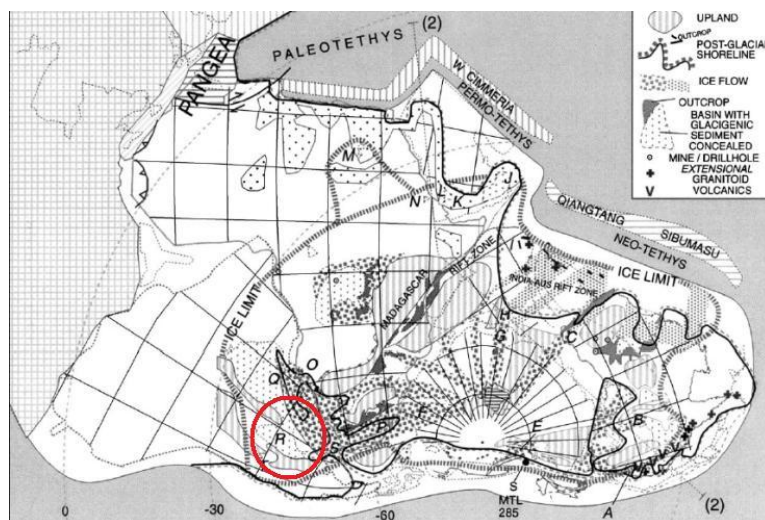 UPLAND
OUTCROP
POST-GLACIAL
SHORELINE
ICE FLOW
OUTCROP
BASIN WITH
GLACIGENIC
SEDIMENT
CONCEALED
MINE / DRILLHOLE
EXTENSIONAL
GRANITOID
V VOLCANICS
(2)
PALEOTETHYS
PANGEA
W. CIMMERIA
PERMO-TETHYS
M
N
L
K
J
I
QIANGTANG SIBUMASU
NEO-TETHYS
ICE LIMIT
INDIA-AUS RIFT ZONE
MADAGASCAR RIFT ZONE
ICE LIMIT
H
G
C
O
Q
R
P
F
E
B
S
MTL
285
A
(2)
0
-30
-60